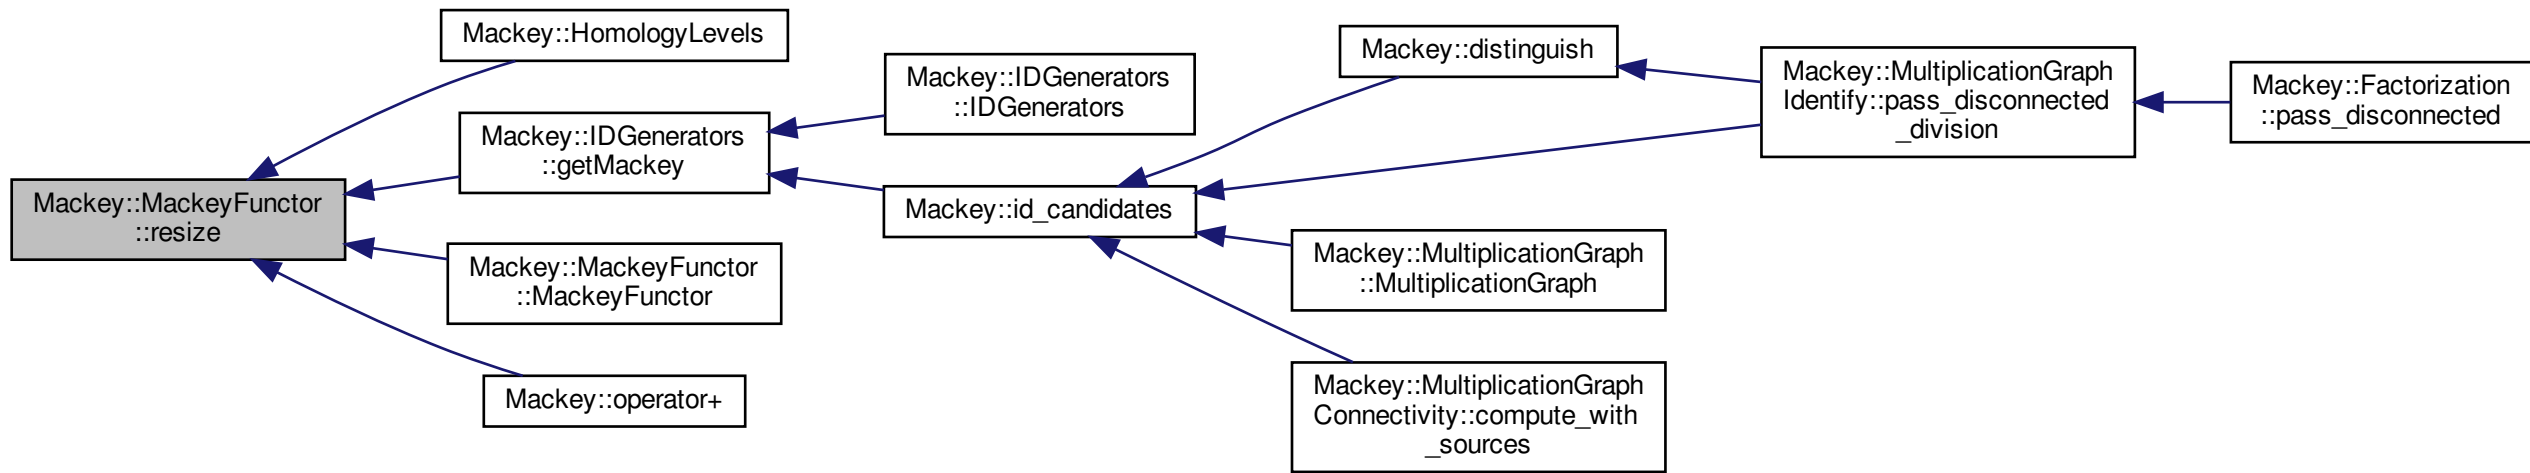 Mackey::MackeyFunctor
::resize
Mackey::HomologyLevels
Mackey::IDGenerators
::getMackey
Mackey::MackeyFunctor
::MackeyFunctor
Mackey::operator+
Mackey::IDGenerators
::IDGenerators
Mackey::id_candidates
Mackey::distinguish
Mackey::MultiplicationGraph
::MultiplicationGraph
Mackey::MultiplicationGraph
Connectivity::compute_with
_sources
Mackey::MultiplicationGraph
Identify::pass_disconnected
_division
Mackey::Factorization
::pass_disconnected